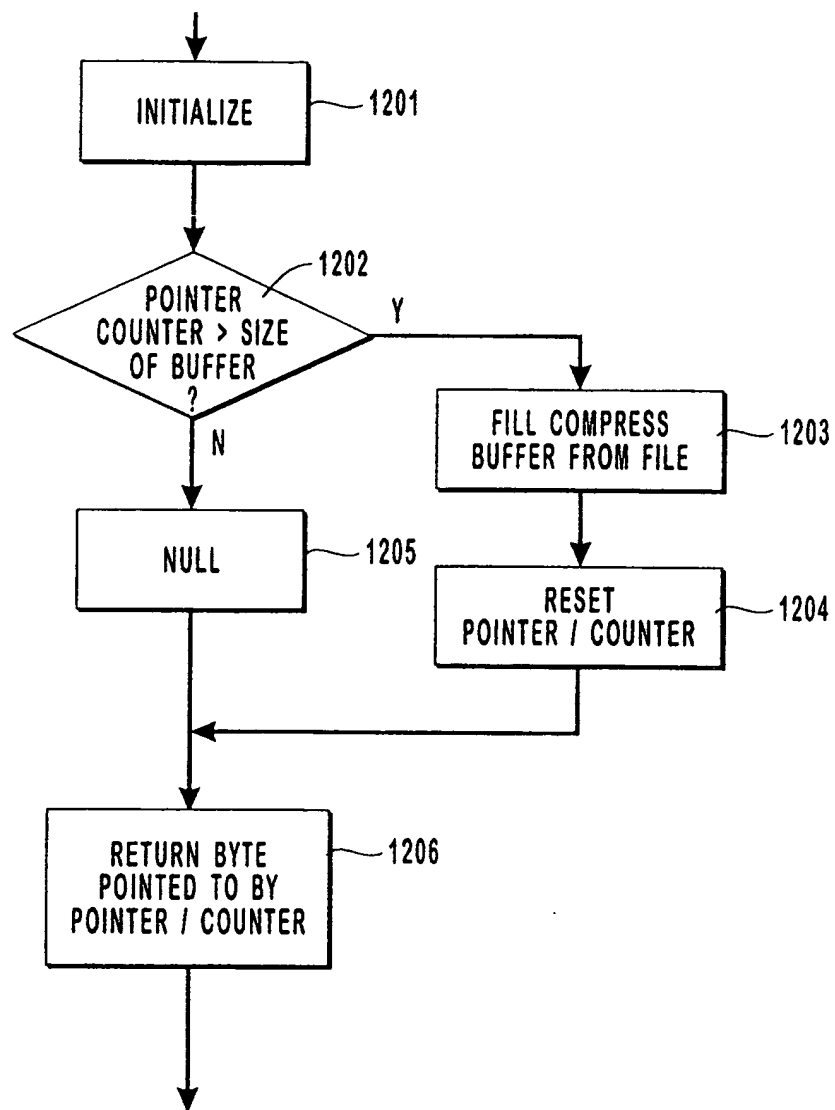 INITIALIZE
1201
1202
POINTER
COUNTER > SIZE
OF BUFFER
?
Y
N
FILL COMPRESS
BUFFER FROM FILE
1203
NULL
1205
RESET
POINTER / COUNTER
1204
RETURN BYTE
POINTED TO BY
POINTER / COUNTER
1206